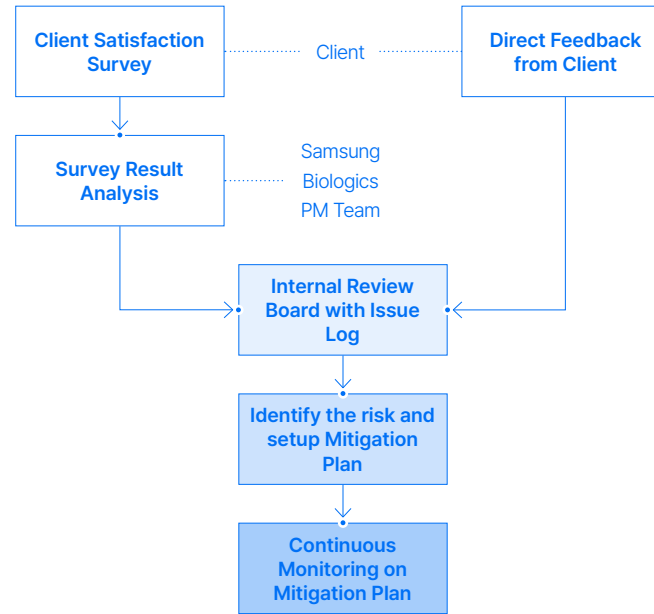 Client Satisfaction
Survey
Client
Direct Feedback
from Client
Survey Result
Analysis
Samsung
Biologics
PM Team
Internal Review
Board with Issue
Log
Identify the risk and
setup Mitigation
Plan
Continuous
Monitoring on
Mitigation Plan